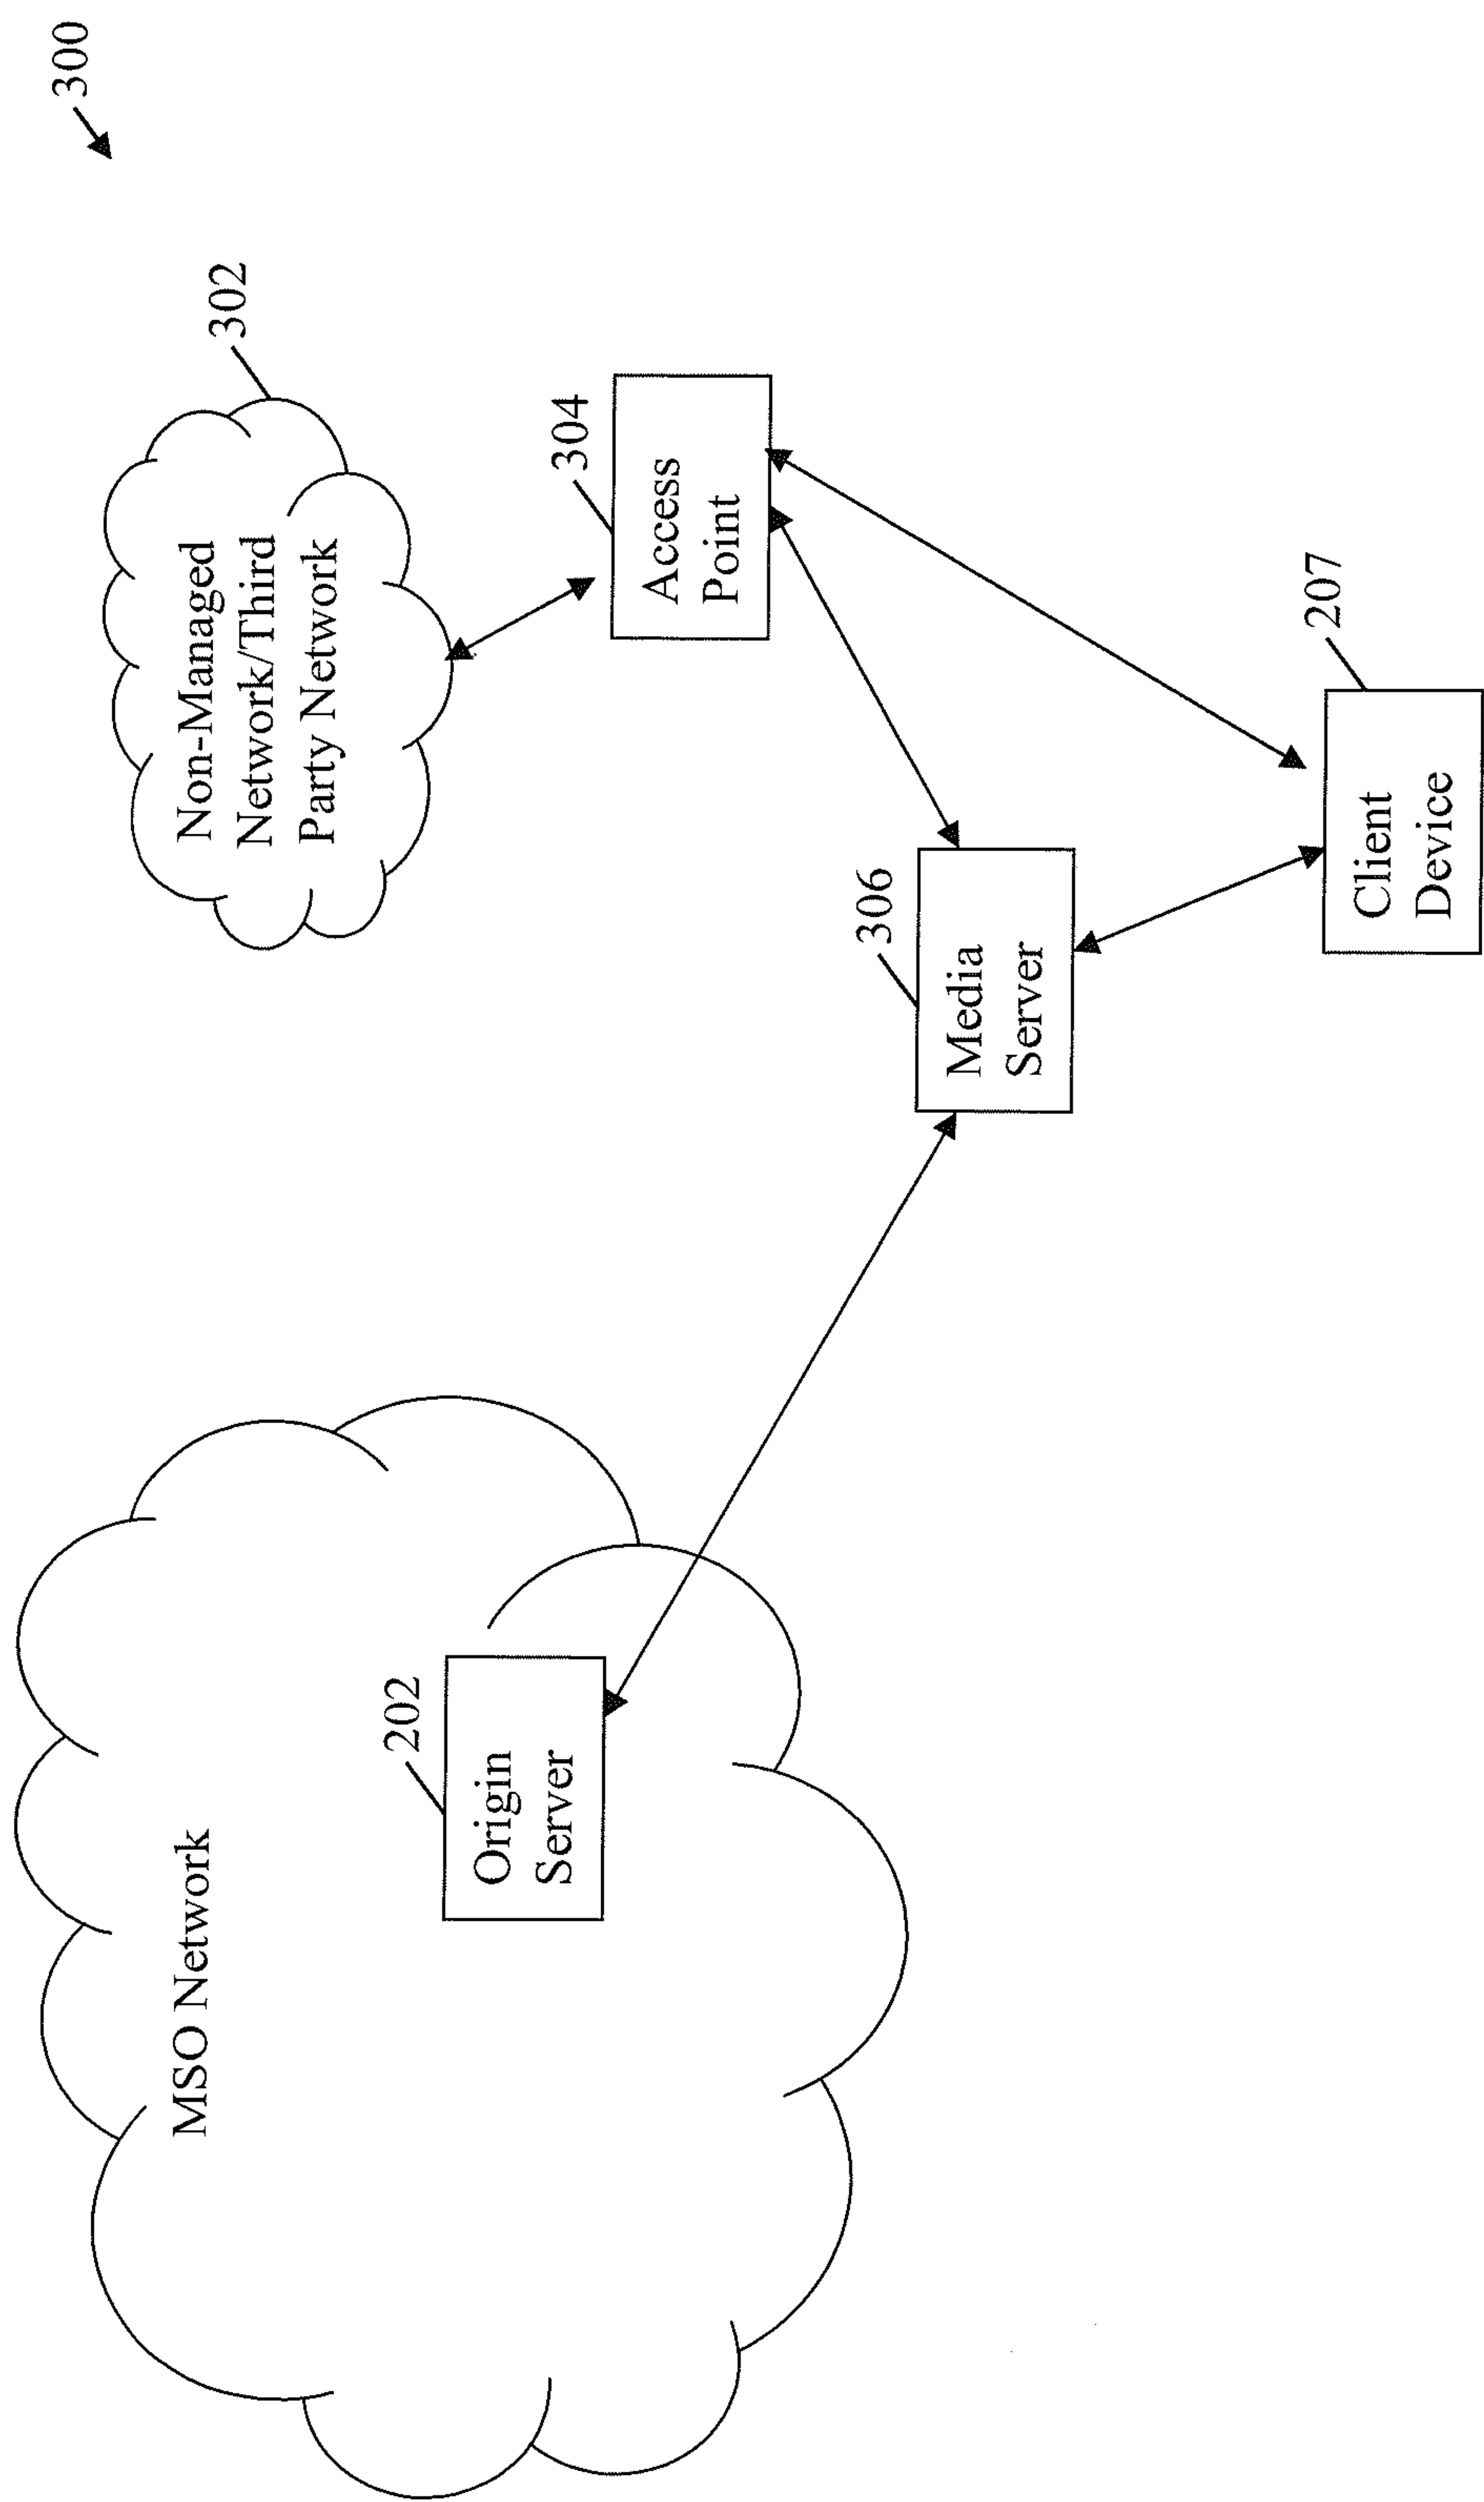 300
302
Non-Managed
Network/Third
Party Network
304
Access
Point
MSO Network
202
Origin
Server
306
Media
Server
207
Client
Device